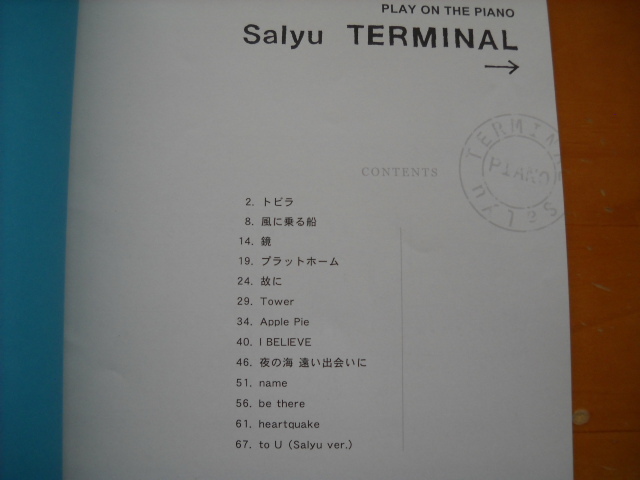 PLAY ON THE PIANO
Salyu TERMINAL
→
CONTENTS
TERMINAL
PIANO
Salyu
2. トビラ
8. 風に乗る船
14. 鏡
19. プラットホーム
24. 故に
29. Tower
34. Apple Pie
40. I BELIEVE
46. 夜の海 遠い出会いに
51. name
56. be there
61. heartquake
67. to U (Salyu ver.)